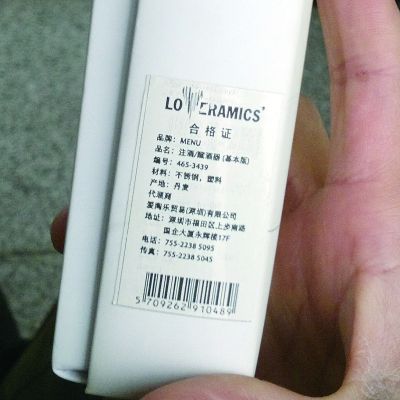 LOVERAMICS
合格证
品牌: MENU
品名: 注酒/醒酒器 (基本版)
编号: 465-3439
材料: 不锈钢, 塑料
产地: 丹麦
代理商
爱陶乐贸易(深圳)有限公司
地址: 深圳市福田区上步南路
国企大厦永辉楼17F
电话: 755-2238 5095
传真: 755-2238 5045
5 709262 910489